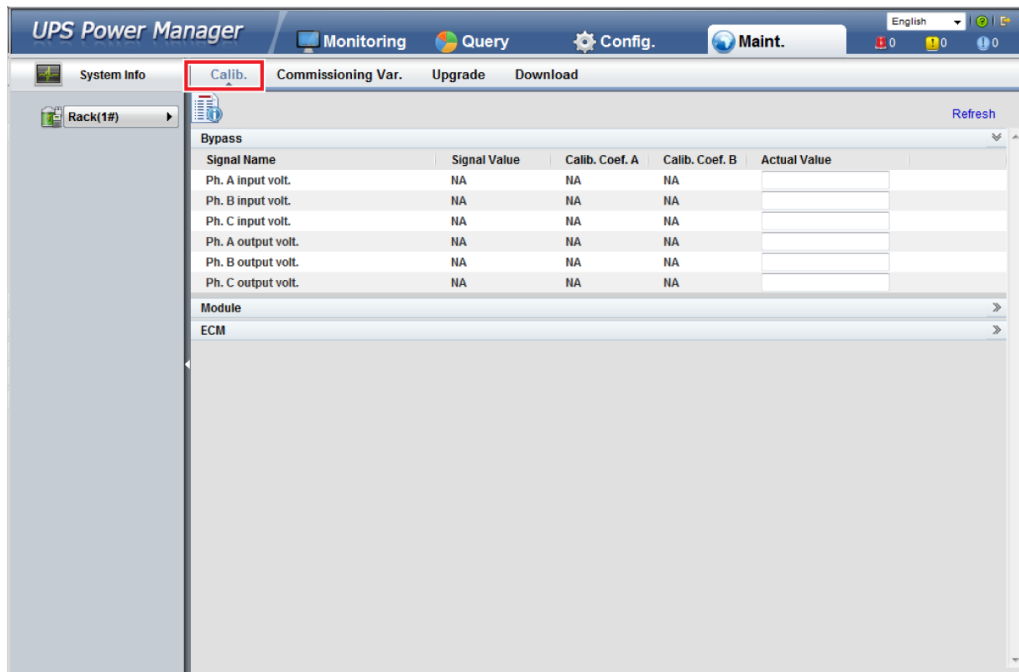 UPS Power Manager
Monitoring Query Config. Maint.
English
0 0 0
System Info
Calib. Commissioning Var. Upgrade Download
Rack(1#)
Refresh
Bypass
Signal Name Signal Value Calib. Coef. A Calib. Coef. B Actual Value
Ph. A input volt. NA NA NA
Ph. B input volt. NA NA NA
Ph. C input volt. NA NA NA
Ph. A output volt. NA NA NA
Ph. B output volt. NA NA NA
Ph. C output volt. NA NA NA
Module
ECM